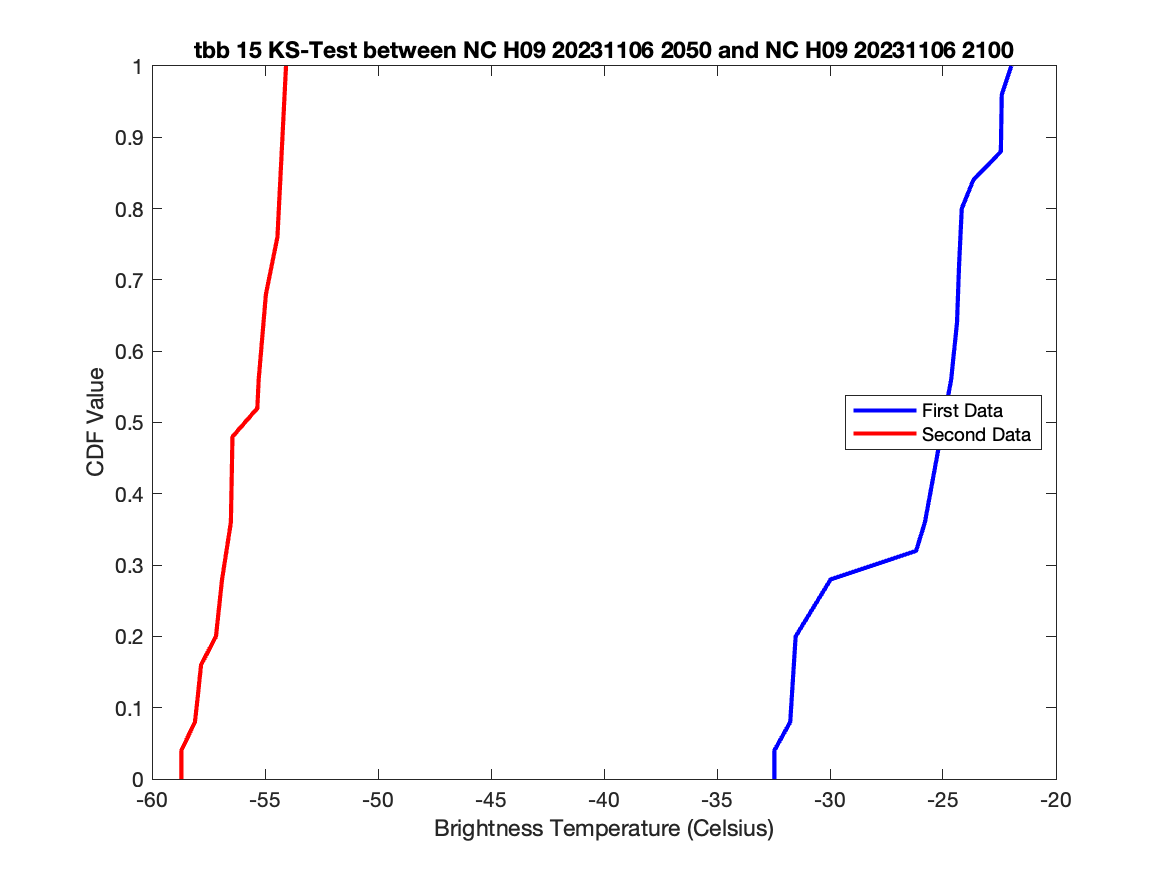 tbb 15 KS-Test between NC H09 20231106 2050 and NC H09 20231106 2100
1
0.9
0.8
0.7
0.6
0.5
0.4
0.3
0.2
0.1
0
CDF Value
First Data
Second Data
-60 -55 -50 -45 -40 -35 -30 -25 -20
Brightness Temperature (Celsius)